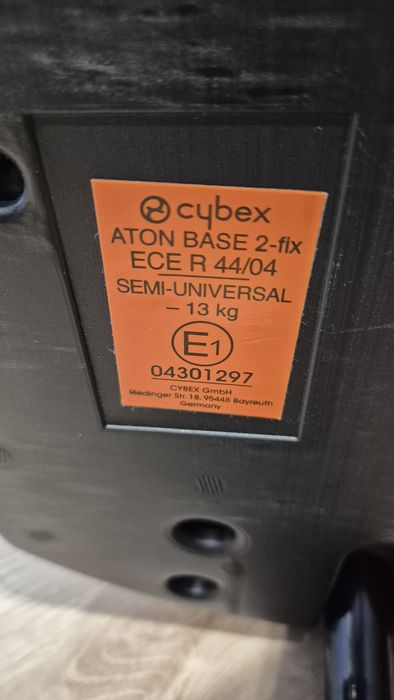 cybex
ATON BASE 2-fix
ECE R 44/04
SEMI-UNIVERSAL
– 13 kg
E1
04301297
CYBEX GmbH
Riedinger Str. 18, 95448 Bayreuth
Germany